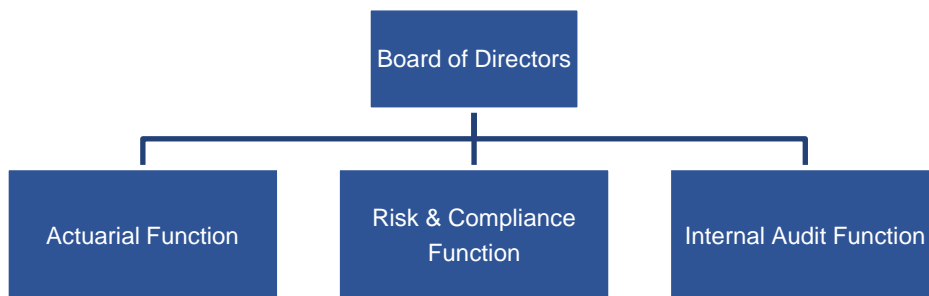 Board of Directors
Actuarial Function
Risk & Compliance
Function
Internal Audit Function